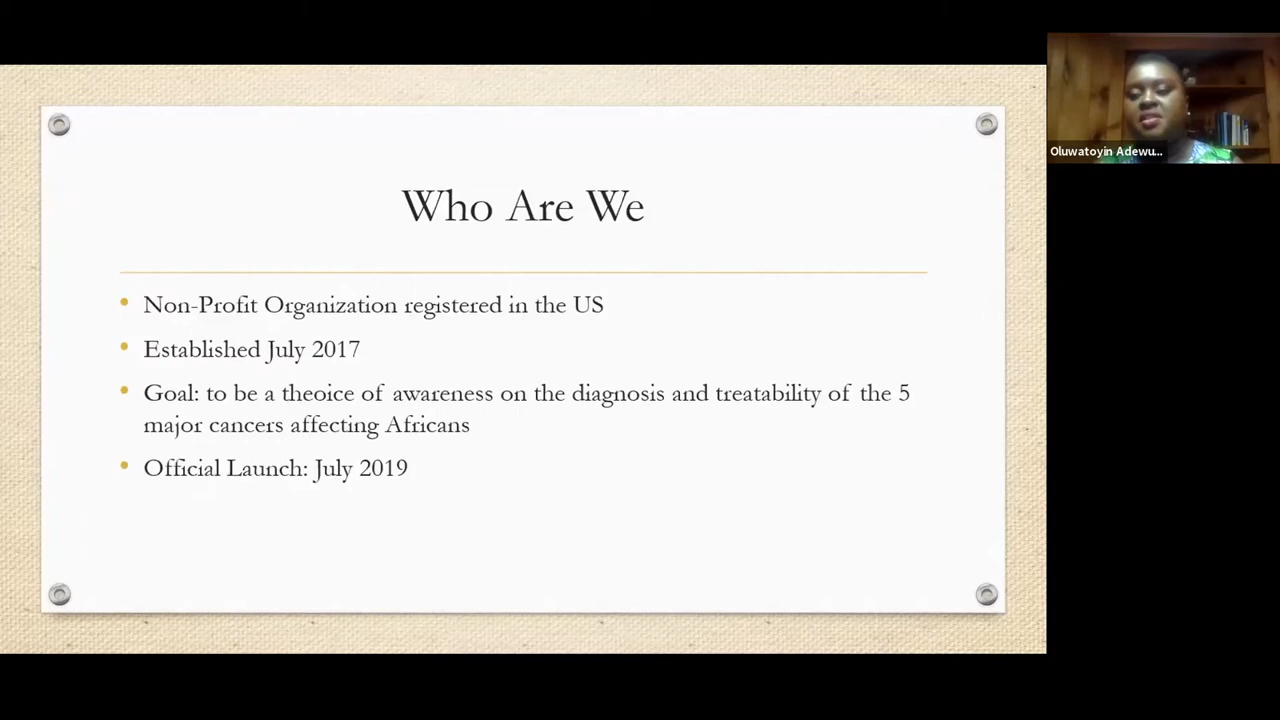 Who Are We
Non-Profit Organization registered in the US
Established July 2017
Goal: to be a theoice of awareness on the diagnosis and treatability of the 5
major cancers affecting Africans
Official Launch: July 2019
Oluwatoyin Adewu...